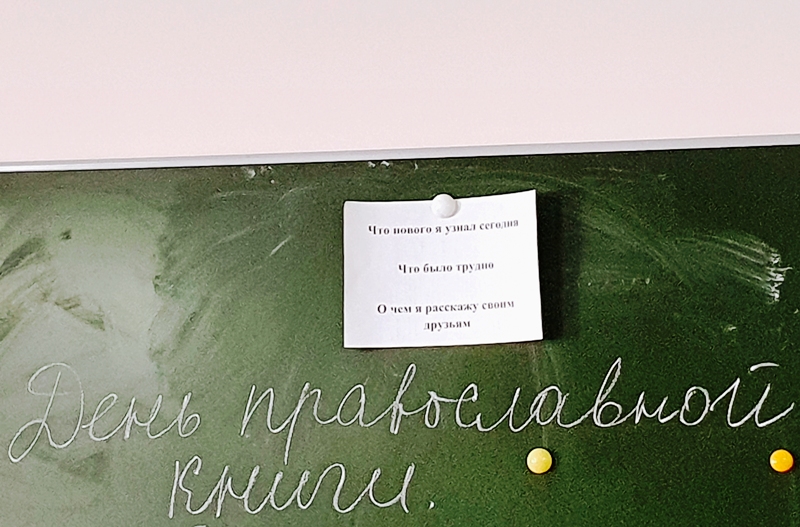 Что нового я узнал сегодня
Что было трудно
О чем я расскажу своим
друзьям
День православной
книги.